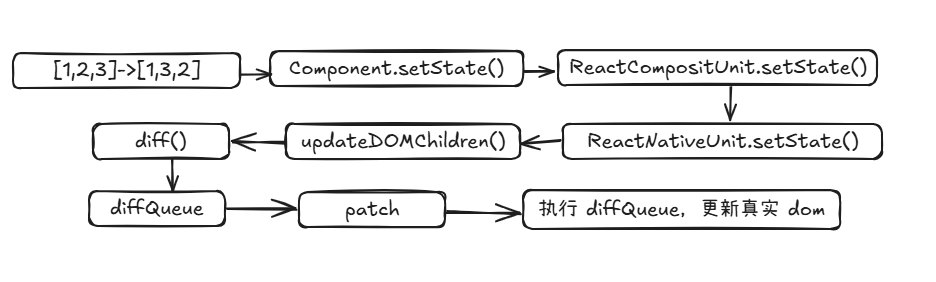 [1,2,3]->[1,3,2]
Component.setState()
ReactCompositUnit.setState()
ReactNativeUnit.setState()
updateDOMChildren()
diff()
diffQueue
patch
执行 diffQueue，更新真实 dom